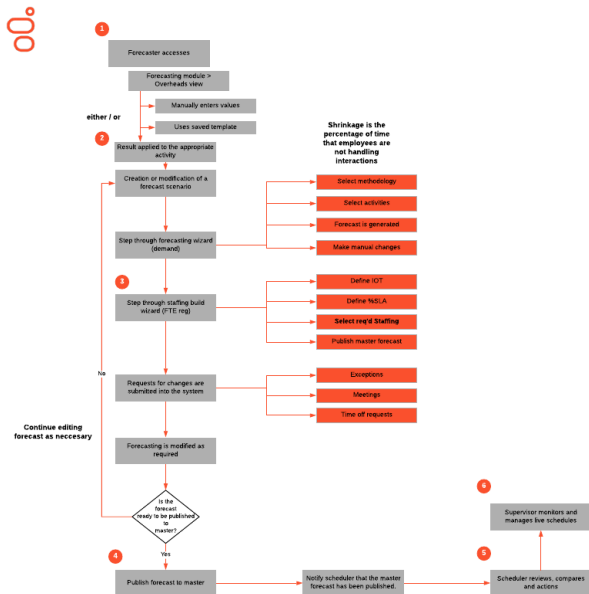 1
Forecaster accesses
Forecasting module >
Overheads view
either / or
Manually enters values
Uses saved template
2
Result applied to the appropriate
activity
Shrinkage is the
percentage of time
that employees are
not handling
interactions
Creation or modification of a
forecast scenario
Select methodology
Select activities
Forecast is generated
Make manual changes
Step through forecasting wizard
(demand)
3
Step through staffing build
wizard (FTE req)
Define IOT
Define %SLA
Select req'd Staffing
Publish master forecast
No
Requests for changes are
submitted into the system
Exceptions
Meetings
Time off requests
Continue editing
forecast as neccesary
Forecasting is modified as
required
Is the
forecast
ready to be published
to
master?
Yes
4
Publish forecast to master
Notify scheduler that the master
forecast has been published.
5
Scheduler reviews, compares
and actions
6
Supervisor monitors and
manages live schedules